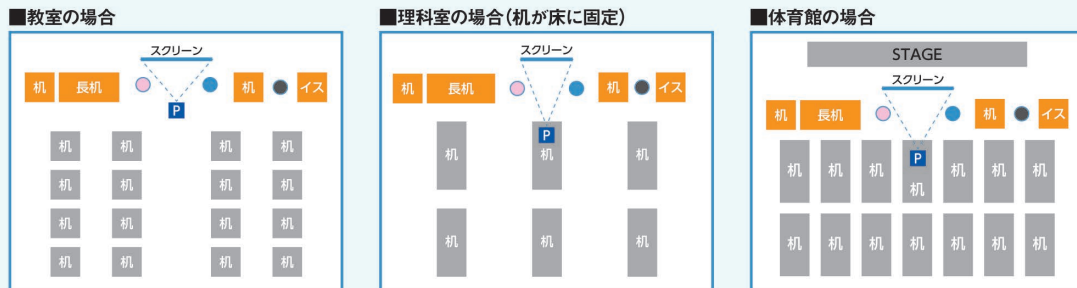 ■教室の場合
スクリーン
机 長机 机 イス
P
机 机 机 机
机 机 机 机
机 机 机 机
机 机 机 机
■理科室の場合(机が床に固定)
スクリーン
机 長机 机 イス
P
机 机 机
机 机 机
■体育館の場合
STAGE
スクリーン
机 長机 机 イス
P
机 机 机 机 机 机 机
机 机 机 机 机 机 机